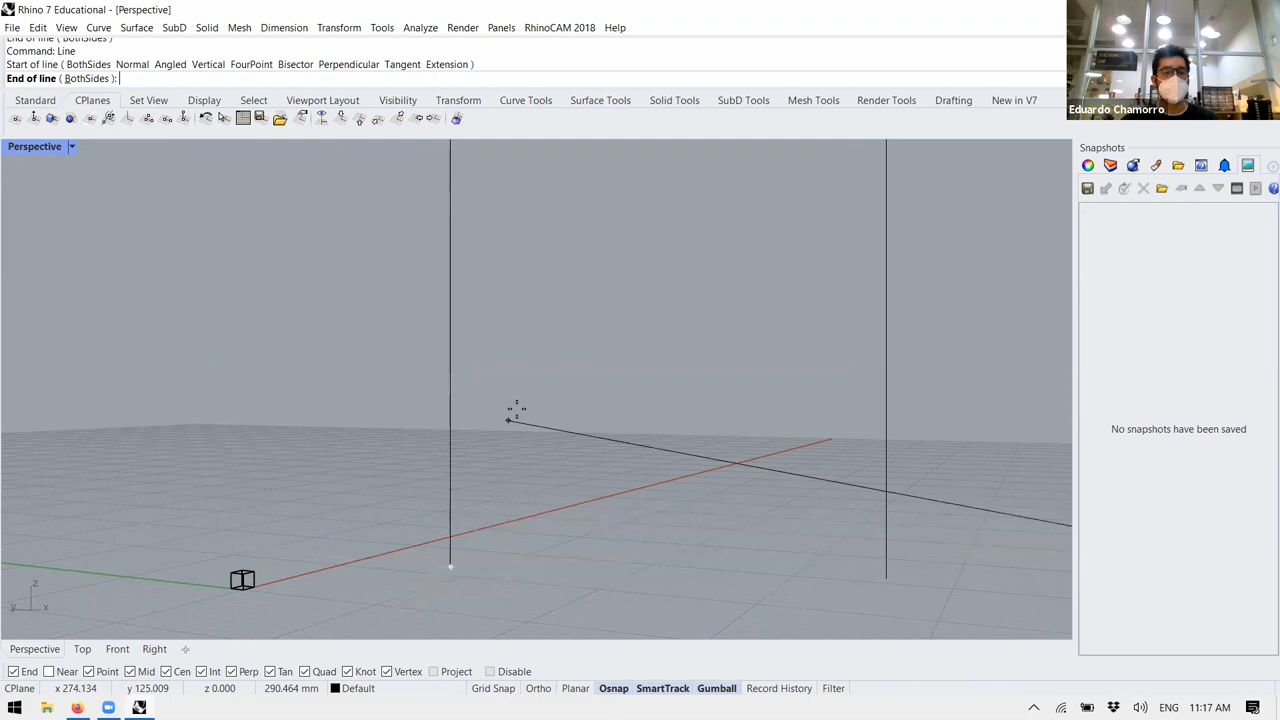 Rhino 7 Educational - [Perspective]
File Edit View Curve Surface SubD Solid Mesh Dimension Transform Tools Analyze Render Panels RhinoCAM 2018 Help
Command: Line
Start of line ( BothSides Normal Angled Vertical FourPoint Bisector Perpendicular Tangent Extension )
End of line ( BothSides ):
Eduardo Chamorro
Standard CPlanes Set View Display Select Viewport Layout Visibility Transform Curve Tools Surface Tools Solid Tools SubD Tools Mesh Tools Render Tools Drafting New in V7
Perspective
Snapshots
No snapshots have been saved
z
y x
Perspective Top Front Right
End Near Point Mid Cen Int Perp Tan Quad Knot Vertex Project Disable
CPlane x 274.134 y 125.009 z 0.000 290.464 mm Default Grid Snap Ortho Planar Osnap SmartTrack Gumball Record History Filter
ENG 11:17 AM